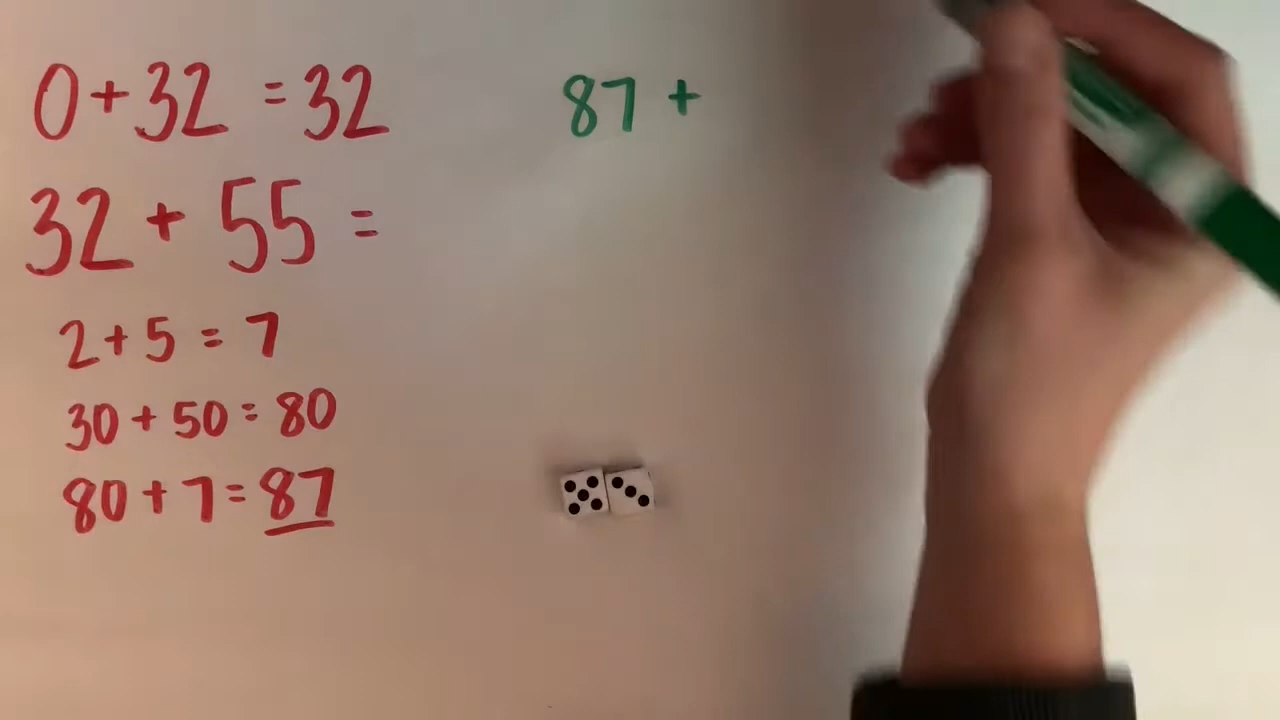 0 + 32 = 32
32 + 55 =
2 + 5 = 7
30 + 50 = 80
80 + 7 = 87
87 +